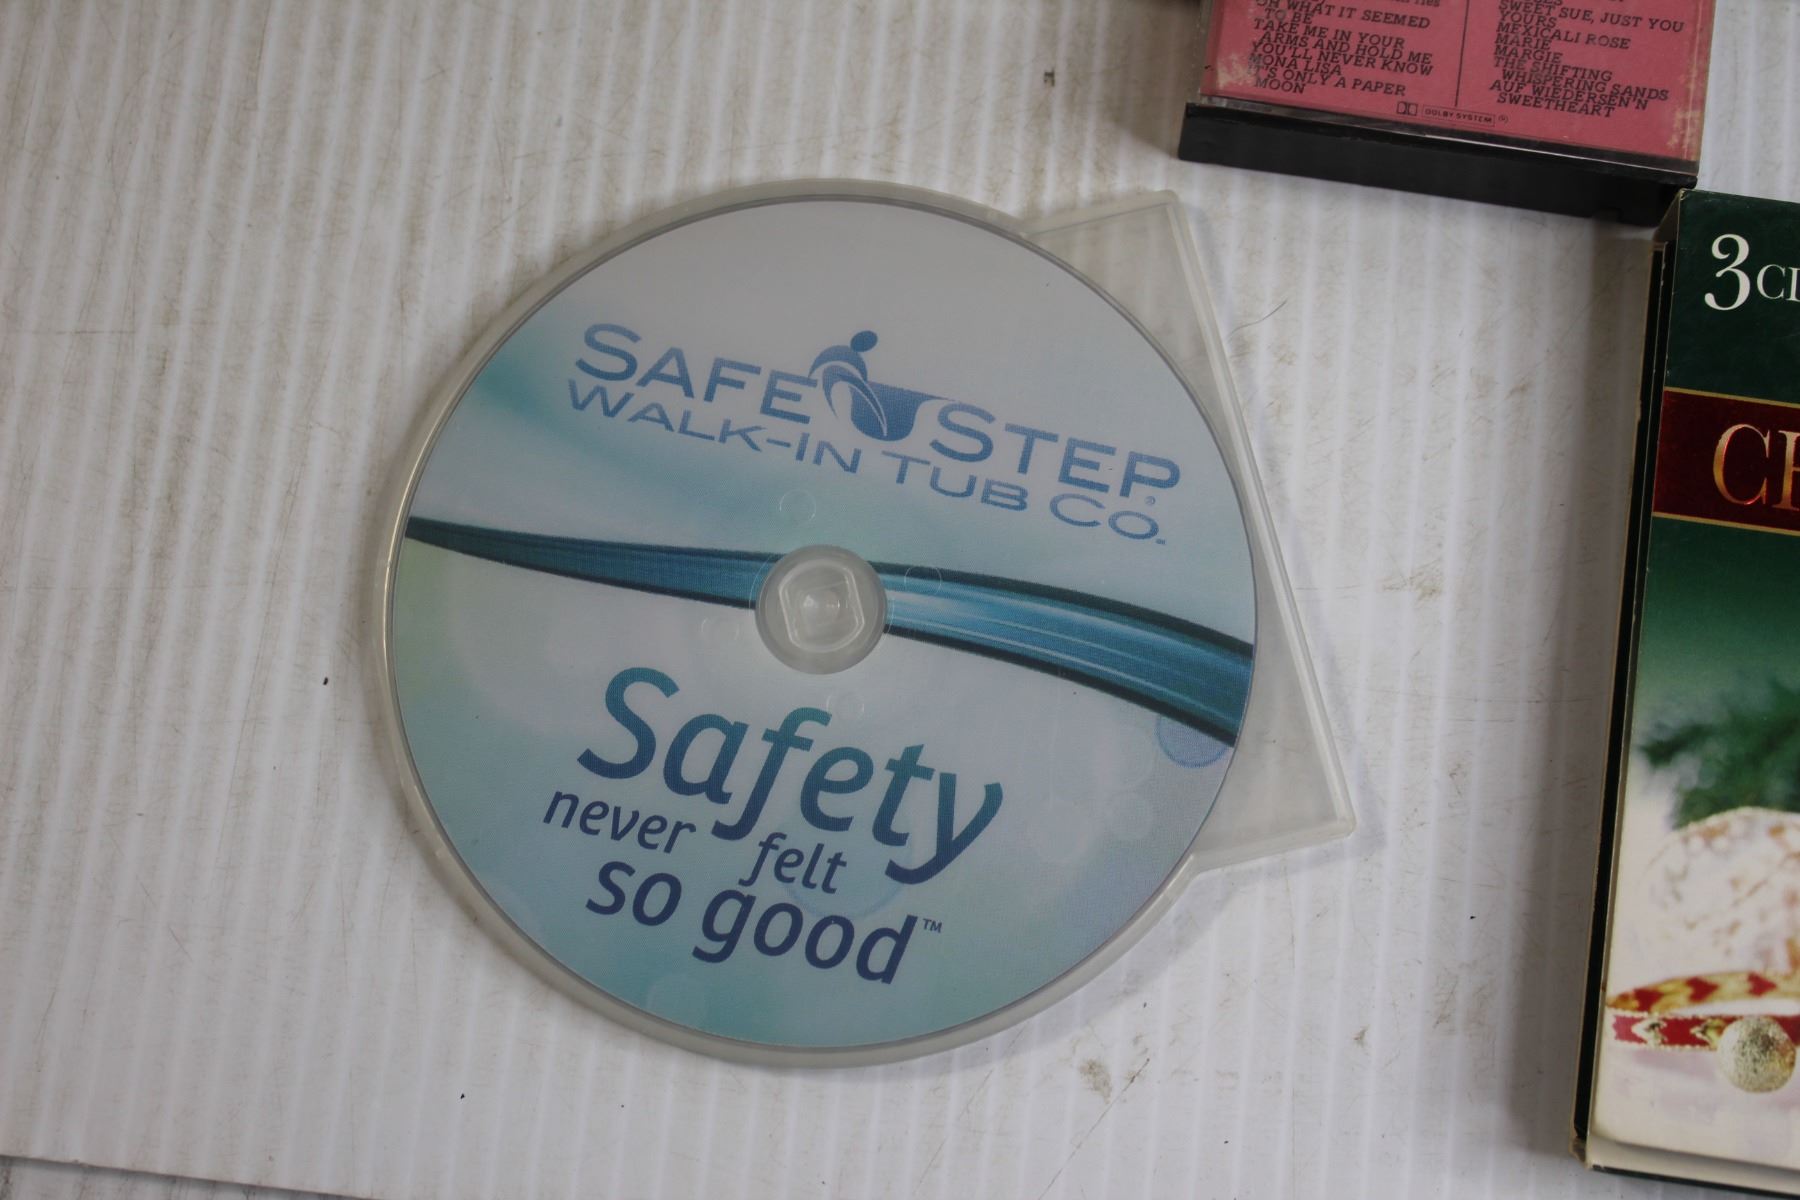 SAFE STEP®
WALK-IN TUB CO.
Safety
never felt
so good™
OH WHAT IT SEEMED
TO BE
TAKE ME IN YOUR
ARMS AND HOLD ME
YOU'LL NEVER KNOW
MONA LISA
IT'S ONLY A PAPER
MOON
SWEET SUE, JUST YOU
YOURS
MEXICALI ROSE
MARIE
MARGIE
THE SHIFTING
WHISPERING SANDS
AUF WIEDERSEH'N
SWEETHEART
DOLBY SYSTEM ®
3